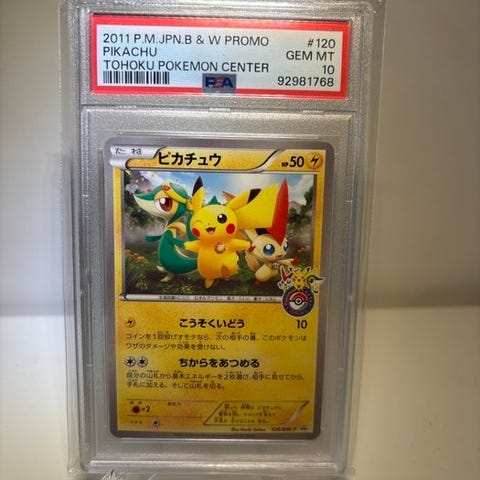 2011 P.M.JPN.B & W PROMO #120
PIKACHU GEM MT
TOHOKU POKEMON CENTER 10
PSA 92981768
たね ピカチュウ HP50
こうそくいどう 10
コインを1回投げオモテなら、次の相手の番、このポケモンは
ワザのダメージや効果を受けない。
ちからをあつめる
自分の山札から基本エネルギーを2枚選び、相手に見せてから、
手札に加える。そして山札を切る。
×2